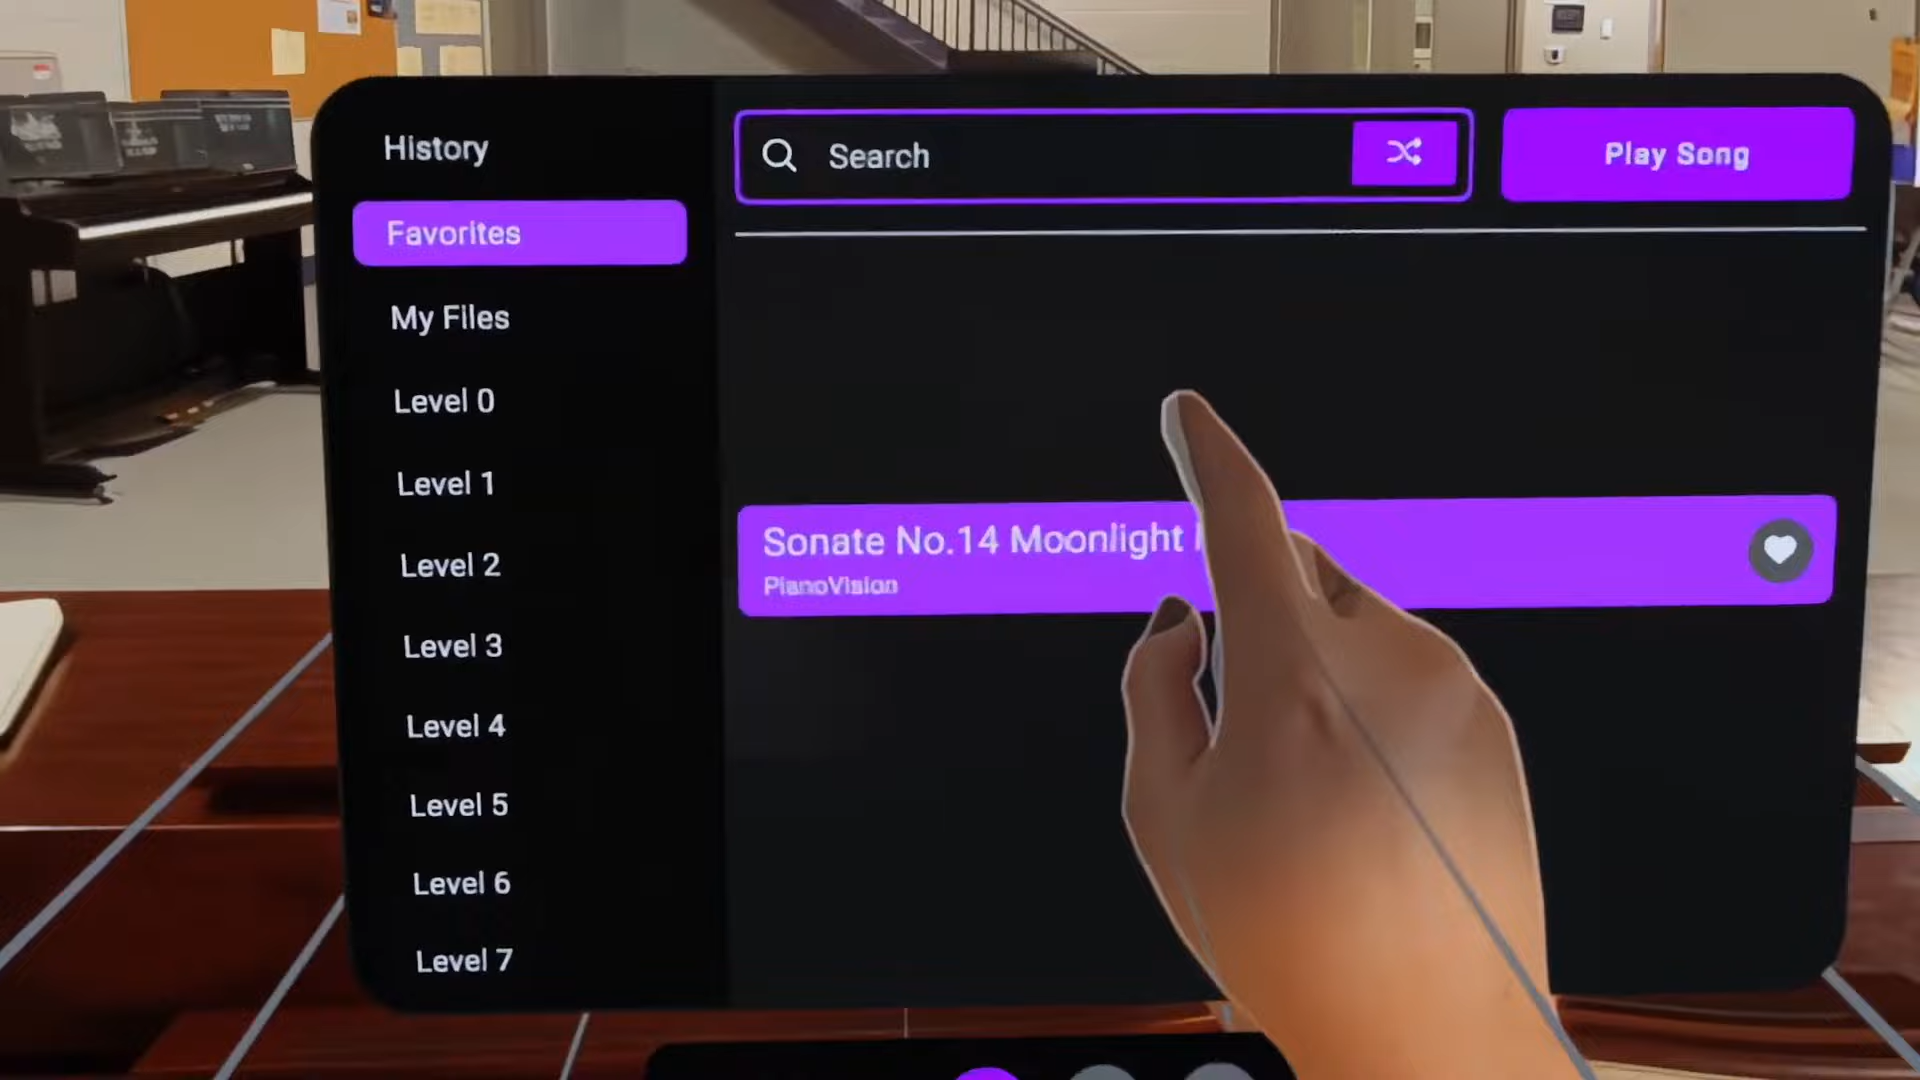 History
Favorites
My Files
Level 0
Level 1
Level 2
Level 3
Level 4
Level 5
Level 6
Level 7
Search
Play Song
Sonate No.14 Moonlight
PianoVision